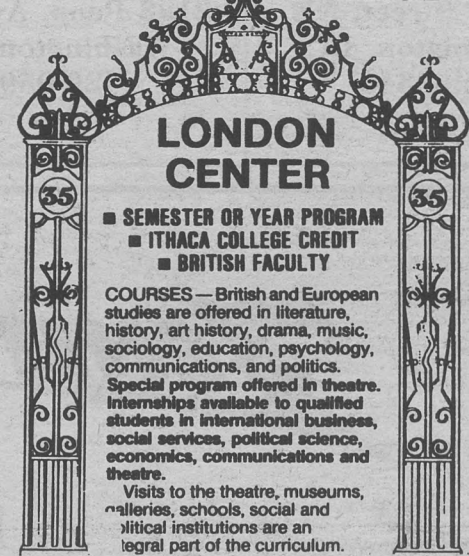 LONDON
CENTER
35
35
■ SEMESTER OR YEAR PROGRAM
■ ITHACA COLLEGE CREDIT
■ BRITISH FACULTY
COURSES — British and European
studies are offered in literature,
history, art history, drama, music,
sociology, education, psychology,
communications, and politics.
Special program offered in theatre.
Internships available to qualified
students in international business,
social services, political science,
economics, communications and
theatre.
Visits to the theatre, museums,
galleries, schools, social and
olitical institutions are an
tegral part of the curriculum.